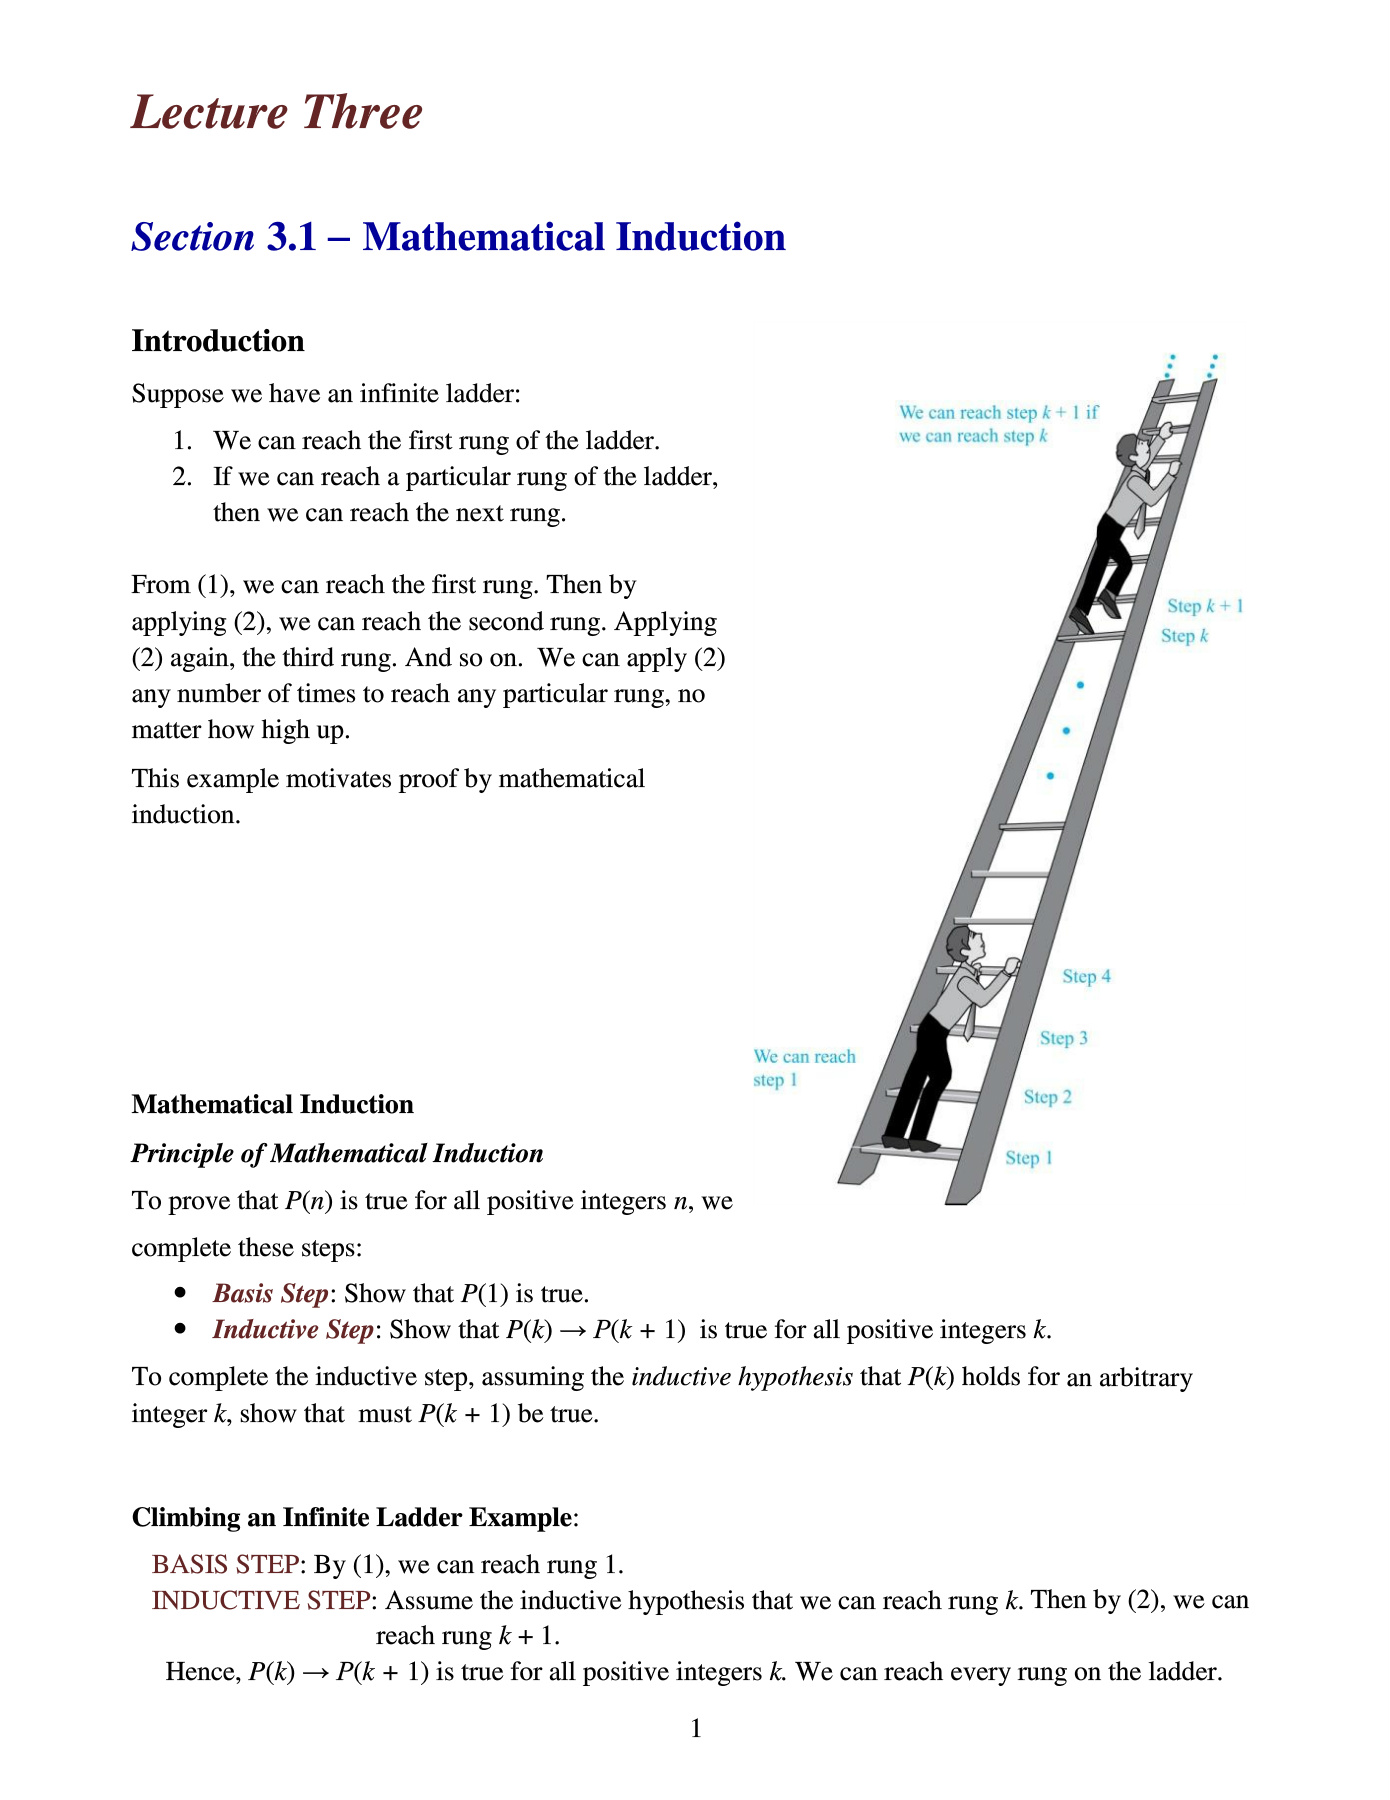 Lecture Three
Section 3.1 – Mathematical Induction
Introduction
Suppose we have an infinite ladder:
1. We can reach the first rung of the ladder.
2. If we can reach a particular rung of the ladder,
then we can reach the next rung.
From (1), we can reach the first rung. Then by
applying (2), we can reach the second rung. Applying
(2) again, the third rung. And so on. We can apply (2)
any number of times to reach any particular rung, no
matter how high up.
This example motivates proof by mathematical
induction.
We can reach step k + 1 if
we can reach step k
Step k + 1
Step k
Step 4
Step 3
We can reach
step 1
Step 2
Step 1
Mathematical Induction
Principle of Mathematical Induction
To prove that P(n) is true for all positive integers n, we
complete these steps:
• Basis Step: Show that P(1) is true.
• Inductive Step: Show that P(k) → P(k + 1) is true for all positive integers k.
To complete the inductive step, assuming the inductive hypothesis that P(k) holds for an arbitrary
integer k, show that must P(k + 1) be true.
Climbing an Infinite Ladder Example:
BASIS STEP: By (1), we can reach rung 1.
INDUCTIVE STEP: Assume the inductive hypothesis that we can reach rung k. Then by (2), we can
reach rung k + 1.
Hence, P(k) → P(k + 1) is true for all positive integers k. We can reach every rung on the ladder.
1